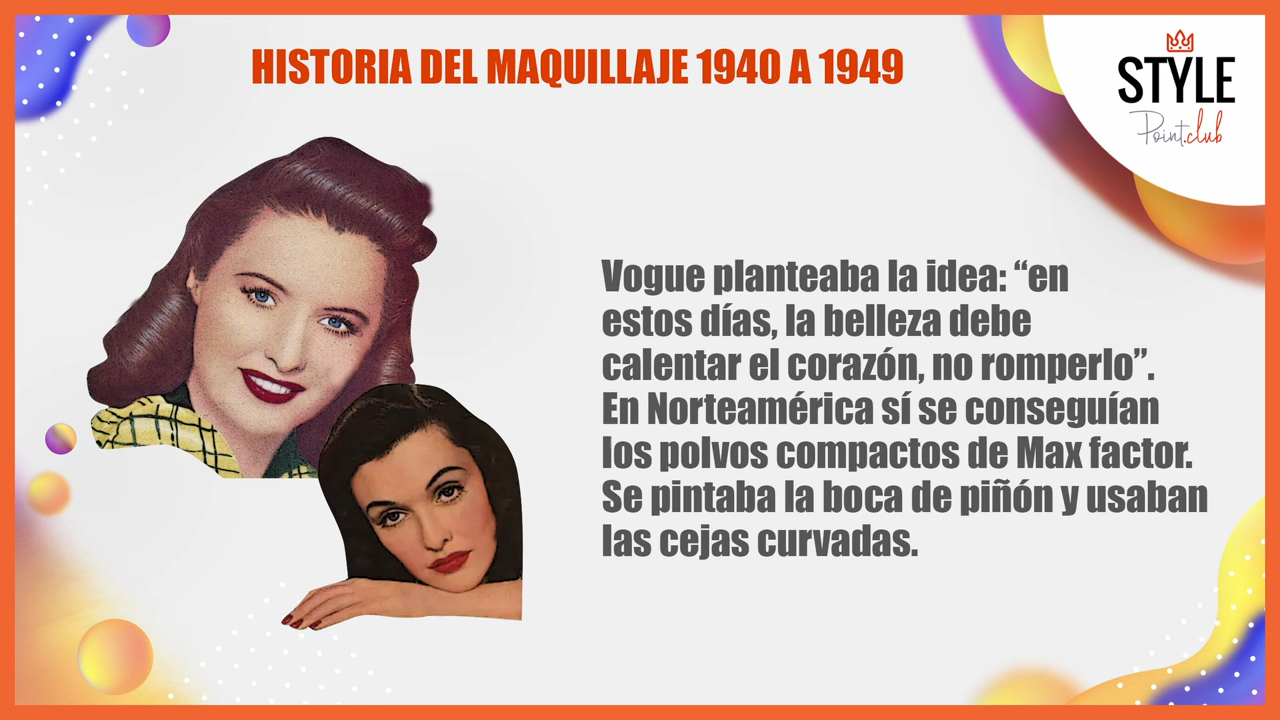 HISTORIA DEL MAQUILLAJE 1940 A 1949
STYLE
Point.club
Vogue planteaba la idea: “en
estos días, la belleza debe
calentar el corazón, no romperlo”.
En Norteamérica sí se conseguían
los polvos compactos de Max factor.
Se pintaba la boca de piñón y usaban
las cejas curvadas.